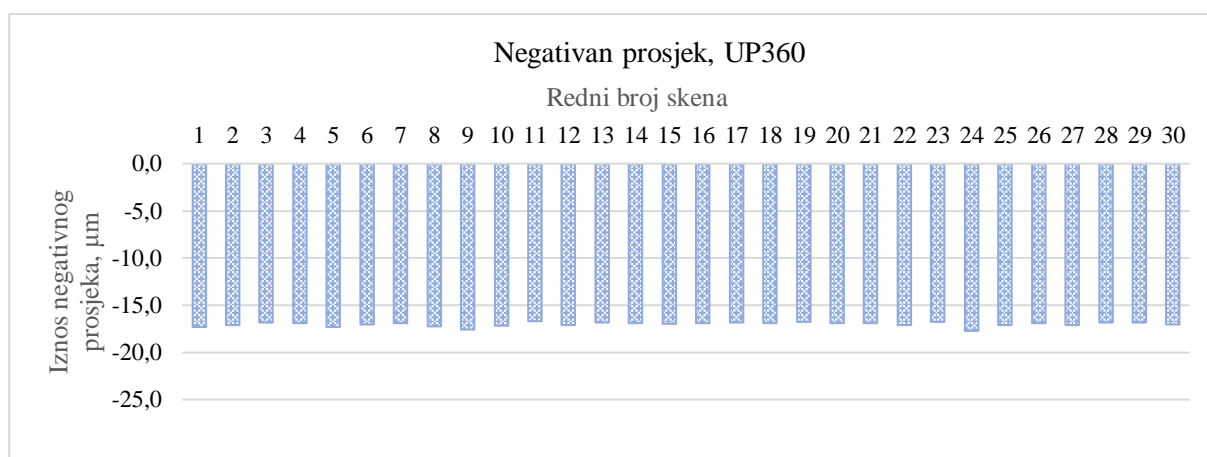 Negativan prosjek, UP360
Redni broj skena
1 2 3 4 5 6 7 8 9 10 11 12 13 14 15 16 17 18 19 20 21 22 23 24 25 26 27 28 29 30
0,0
-5,0
-10,0
-15,0
-20,0
-25,0
Iznos negativnog
prosjeka, μm